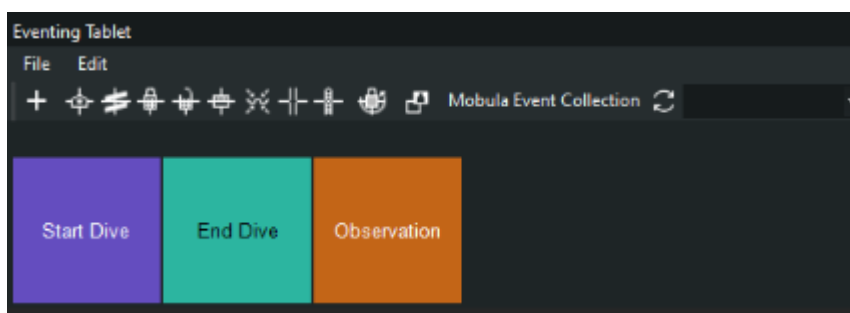 Eventing Tablet
File Edit
Mobula Event Collection
Start Dive End Dive Observation